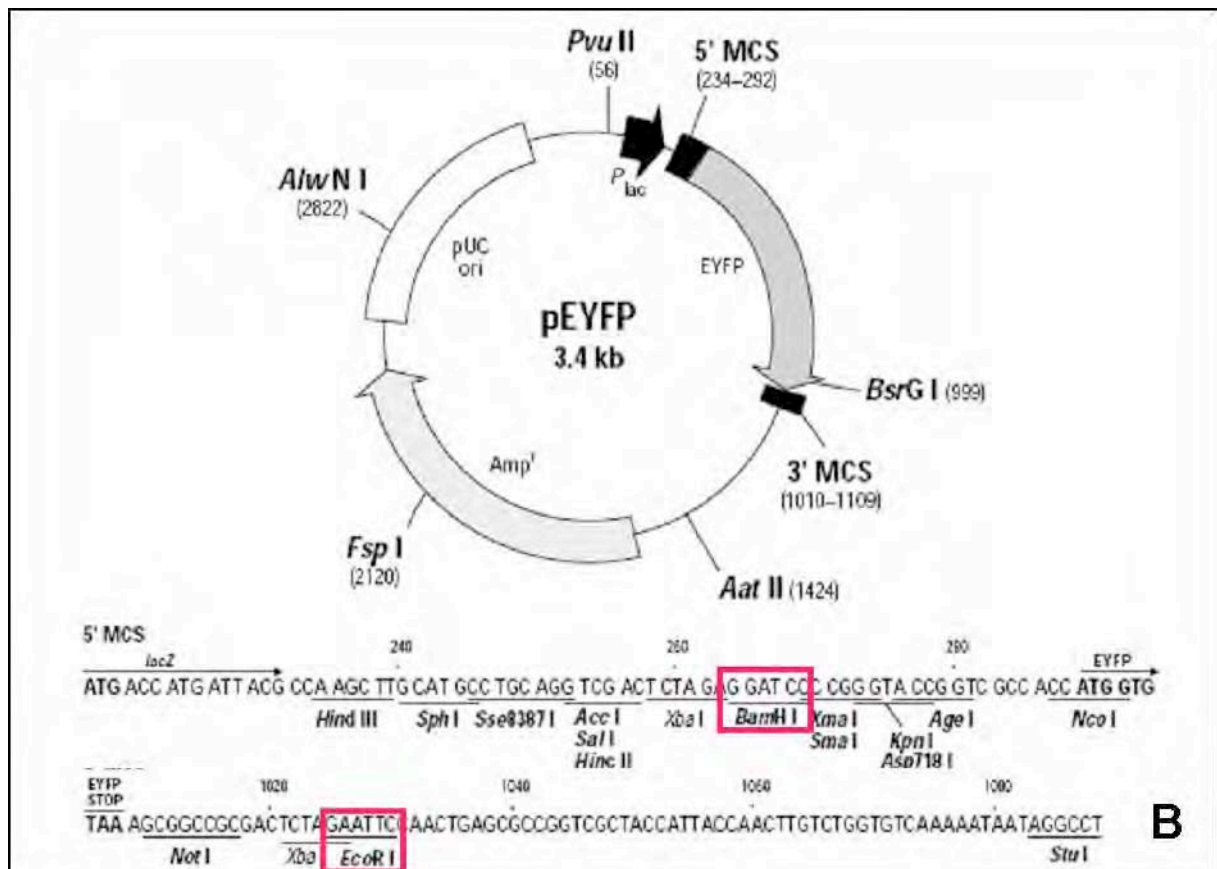 Pvu II
(56)
5' MCS
(234–292)
AlwN I
(2822)
Plac
pUC
ori
EYFP
pEYFP
3.4 kb
BsrG I (999)
3' MCS
(1010–1109)
Ampr
Fsp I
(2120)
Aat II (1424)
5' MCS
lacZ
240
260
280
EYFP
ATG ACC ATG ATT ACG CCA AGC TTG CAT GCC TGC AGG TCG ACT CTA GAG GAT CCC CGG GTA CCG GTC GCC ACC ATG GTG
Hind III
Sph I
Sse8387 I
Acc I
Sal I
Hinc II
Xba I
BamH I
Xma I
Sma I
Kpn I
Asp718 I
Age I
Nco I
EYFP
STOP
1020
1040
1060
1080
TAA AGCGGCCGCGACTCTAGAATTCCAACTGAGCGCCGGTCGCTACCATTACCAACTTGTCTGGTGTCAAAAATAATAGGCCT
Not I
Xba
EcoR I
Stu I
B